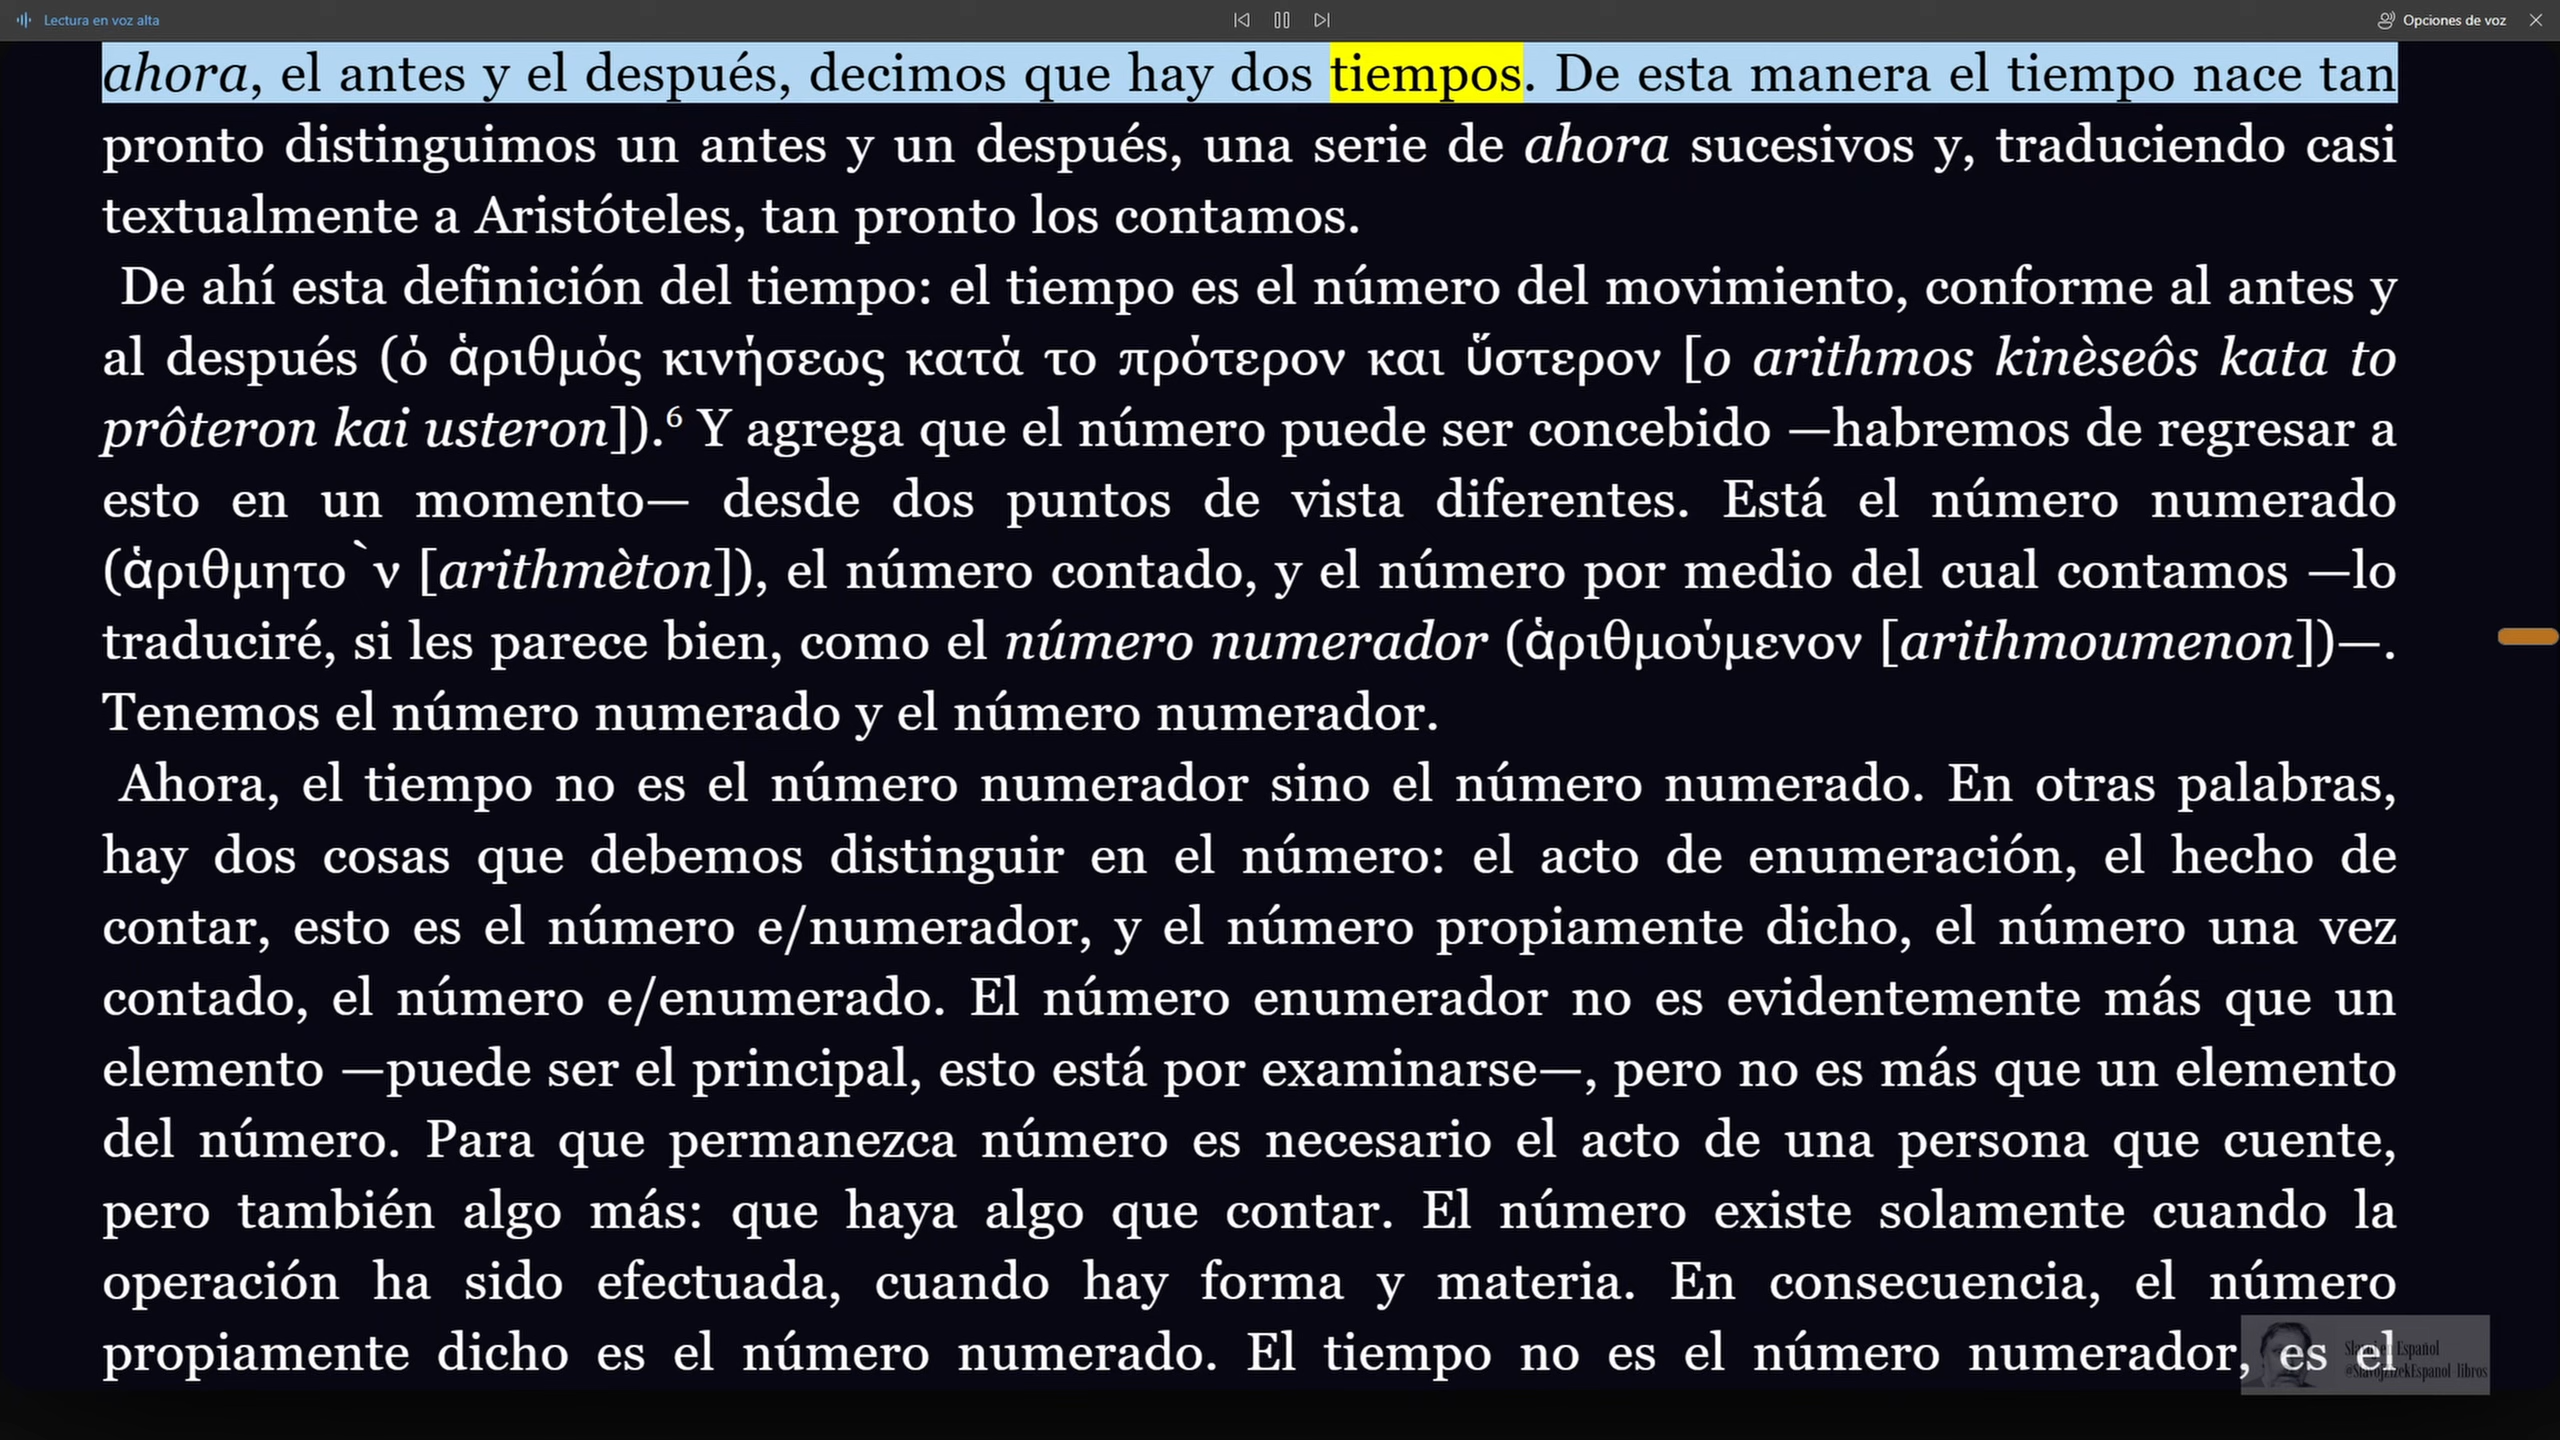 Lectura en voz alta
Opciones de voz
ahora, el antes y el después, decimos que hay dos tiempos. De esta manera el tiempo nace tan
pronto distinguimos un antes y un después, una serie de ahora sucesivos y, traduciendo casi
textualmente a Aristóteles, tan pronto los contamos.
De ahí esta definición del tiempo: el tiempo es el número del movimiento, conforme al antes y
al después (ὁ ἀριθμὁς κινἡσεως κατἀ το πρὁτερον και ὕστερον [o arithmos kinèseôs kata to
prôteron kai usteron]).⁶ Y agrega que el número puede ser concebido —habremos de regresar a
esto en un momento— desde dos puntos de vista diferentes. Está el número numerado
(ἀριθμητο`ν [arithmèton]), el número contado, y el número por medio del cual contamos —lo
traduciré, si les parece bien, como el número numerador (ἀριθμοὑμενον [arithmoumenon])—.
Tenemos el número numerado y el número numerador.
Ahora, el tiempo no es el número numerador sino el número numerado. En otras palabras,
hay dos cosas que debemos distinguir en el número: el acto de enumeración, el hecho de
contar, esto es el número e/numerador, y el número propiamente dicho, el número una vez
contado, el número e/enumerado. El número enumerador no es evidentemente más que un
elemento —puede ser el principal, esto está por examinarse—, pero no es más que un elemento
del número. Para que permanezca número es necesario el acto de una persona que cuente,
pero también algo más: que haya algo que contar. El número existe solamente cuando la
operación ha sido efectuada, cuando hay forma y materia. En consecuencia, el número
propiamente dicho es el número numerado. El tiempo no es el número numerador, es el
Español
@SlavojZizekEspanol-libros